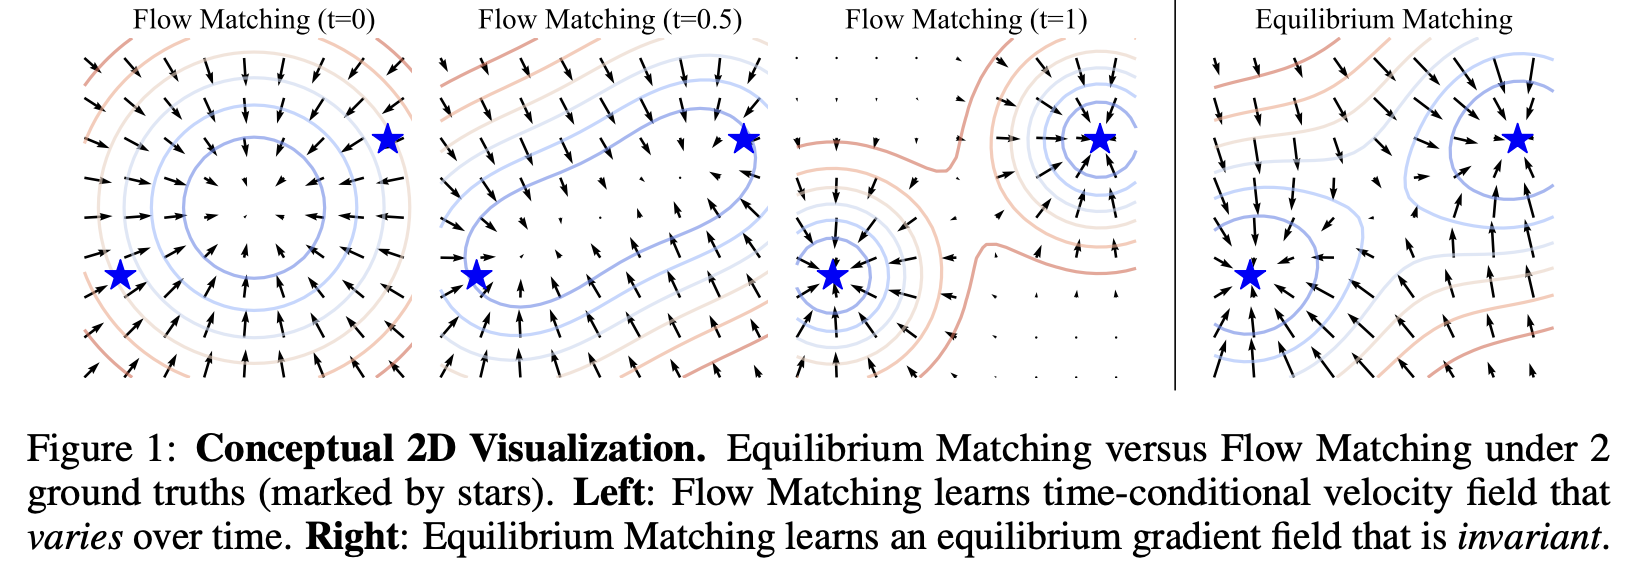 Flow Matching (t=0)
Flow Matching (t=0.5)
Flow Matching (t=1)
Equilibrium Matching
Figure 1: Conceptual 2D Visualization. Equilibrium Matching versus Flow Matching under 2
ground truths (marked by stars). Left: Flow Matching learns time-conditional velocity field that
varies over time. Right: Equilibrium Matching learns an equilibrium gradient field that is invariant.